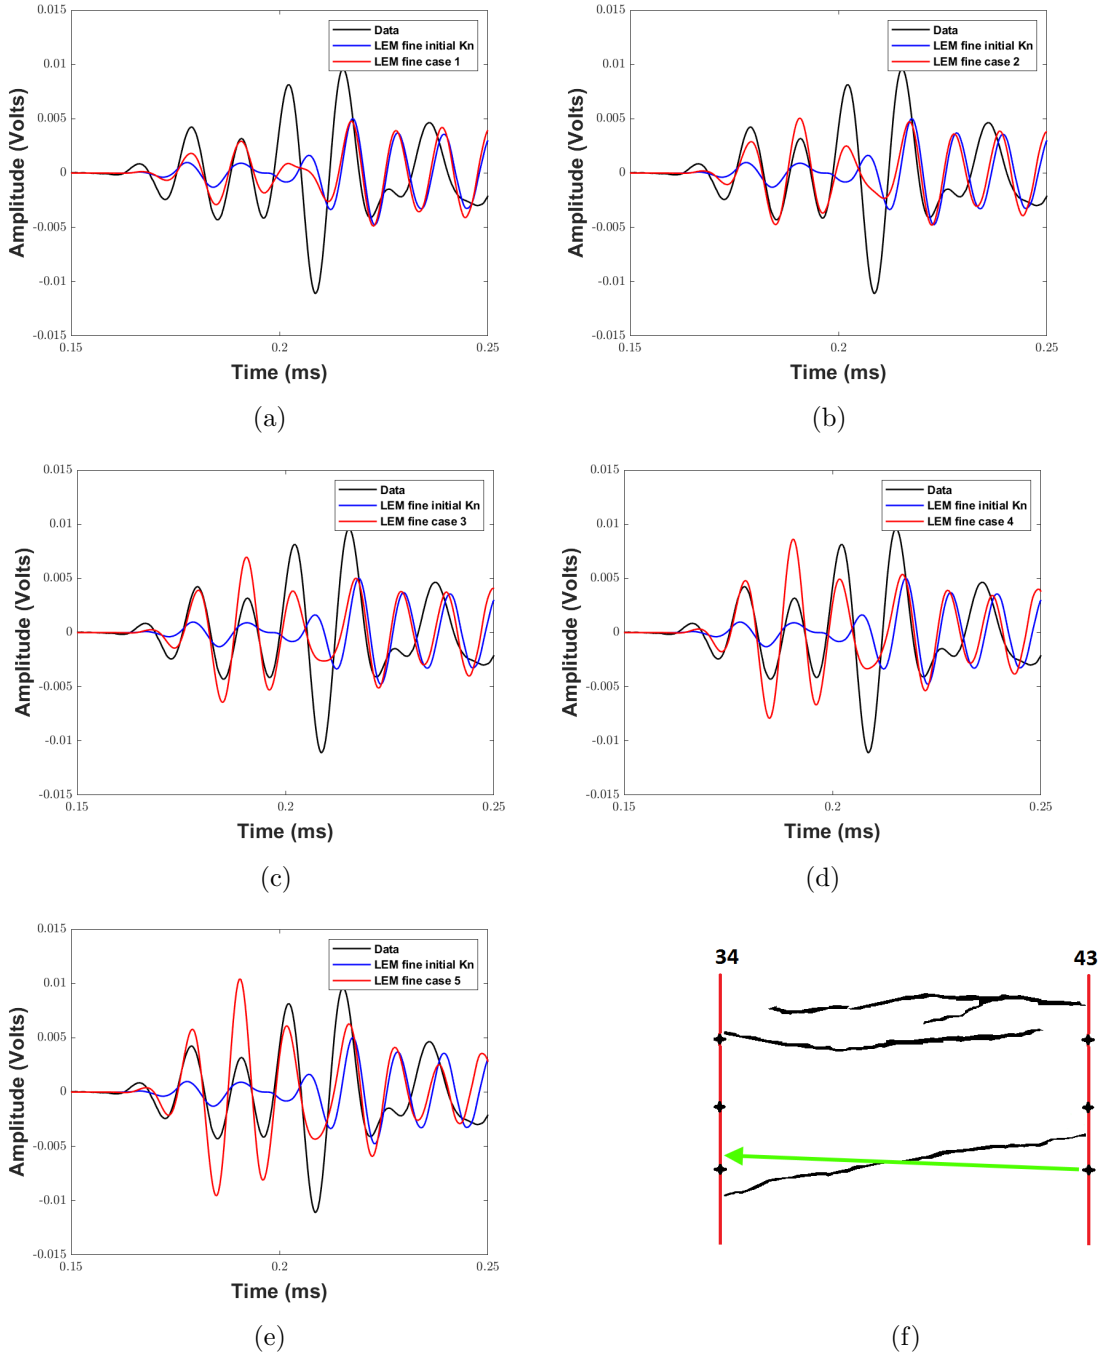 0.015
0.01
0.005
0
-0.005
-0.01
-0.015
0.15
0.2
0.25
Amplitude (Volts)
Time (ms)
Data
LEM fine initial Kn
LEM fine case 1
(a)
0.015
0.01
0.005
0
-0.005
-0.01
-0.015
0.15
0.2
0.25
Amplitude (Volts)
Time (ms)
Data
LEM fine initial Kn
LEM fine case 2
(b)
0.015
0.01
0.005
0
-0.005
-0.01
-0.015
0.15
0.2
0.25
Amplitude (Volts)
Time (ms)
Data
LEM fine initial Kn
LEM fine case 3
(c)
0.015
0.01
0.005
0
-0.005
-0.01
-0.015
0.15
0.2
0.25
Amplitude (Volts)
Time (ms)
Data
LEM fine initial Kn
LEM fine case 4
(d)
0.015
0.01
0.005
0
-0.005
-0.01
-0.015
0.15
0.2
0.25
Amplitude (Volts)
Time (ms)
Data
LEM fine initial Kn
LEM fine case 5
(e)
34
43
(f)